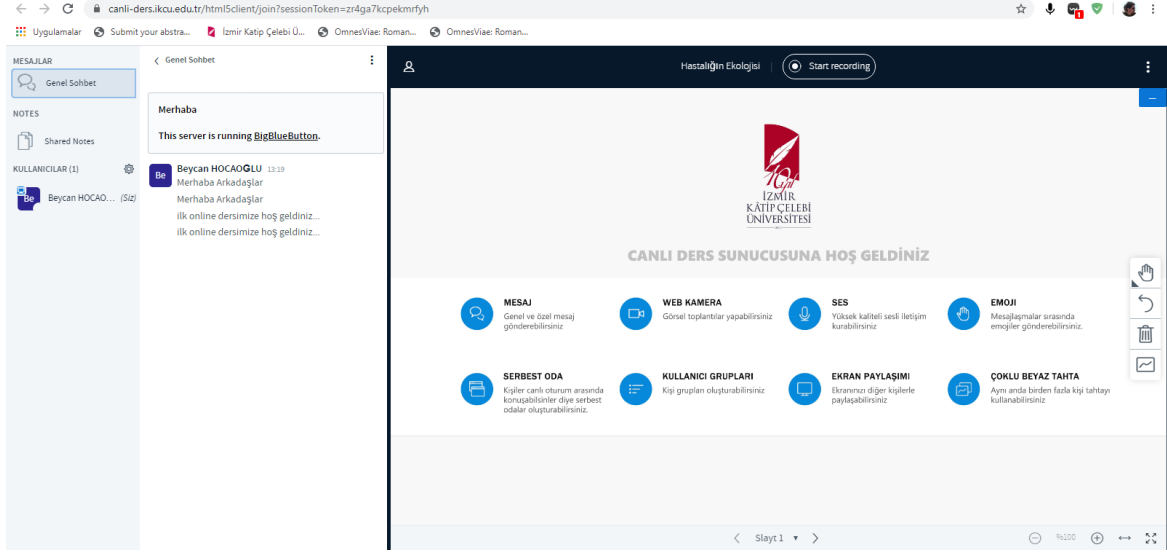 canli-ders.ikcu.edu.tr/html5client/join?sessionToken=zr4ga7kcpekmrfyh
Uygulamalar
Submit your abstra...
İzmir Katip Çelebi Ü...
OmnesViae: Roman...
OmnesViae: Roman...
MESAJLAR
Genel Sohbet
NOTES
Shared Notes
KULLANICILAR (1)
Be
Beycan HOCAO... (Siz)
Genel Sohbet
Merhaba
This server is running BigBlueButton.
Be
Beycan HOCAOĞLU 13:19
Merhaba Arkadaşlar
Merhaba Arkadaşlar
ilk online dersimize hoş geldiniz...
ilk online dersimize hoş geldiniz...
Hastalığın Ekolojisi
Start recording
İZMİR
KÂTİP ÇELEBİ
ÜNİVERSİTESİ
CANLI DERS SUNUCUSUNA HOŞ GELDİNİZ
MESAJ
Genel ve özel mesaj
gönderebilirsiniz
WEB KAMERA
Görsel toplantılar yapabilirsiniz
SES
Yüksek kaliteli sesli iletişim
kurabilirsiniz
EMOJI
Mesajlaşmalar sırasında
emojiler gönderebilirsiniz.
SERBEST ODA
Kişiler canlı oturum arasında
konuşabilsinler diye serbest
odalar oluşturabilirsiniz.
KULLANICI GRUPLARI
Kişi grupları oluşturabilirsiniz
EKRAN PAYLAŞIMI
Ekranınızı diğer kişilerle
paylaşabilirsiniz
ÇOKLU BEYAZ TAHTA
Aynı anda birden fazla kişi tahtayı
kullanabilirsiniz
Slayt 1
%100